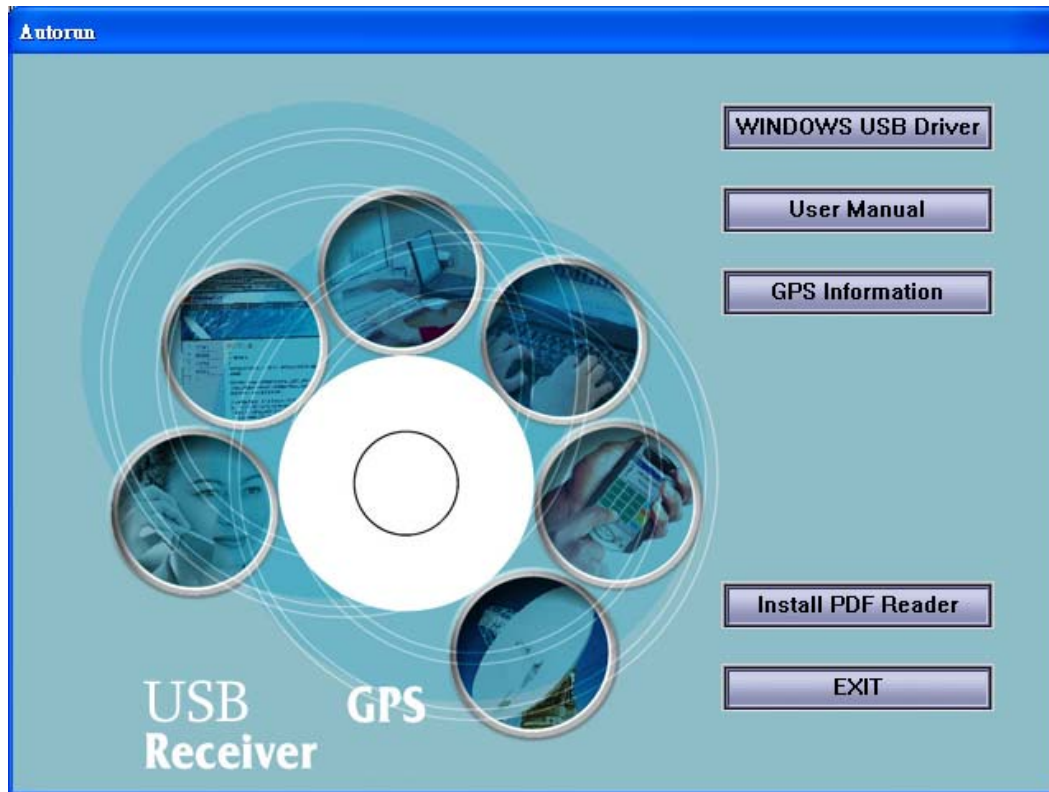 Autorun
WINDOWS USB Driver
User Manual
GPS Information
Install PDF Reader
EXIT
USB GPS
Receiver